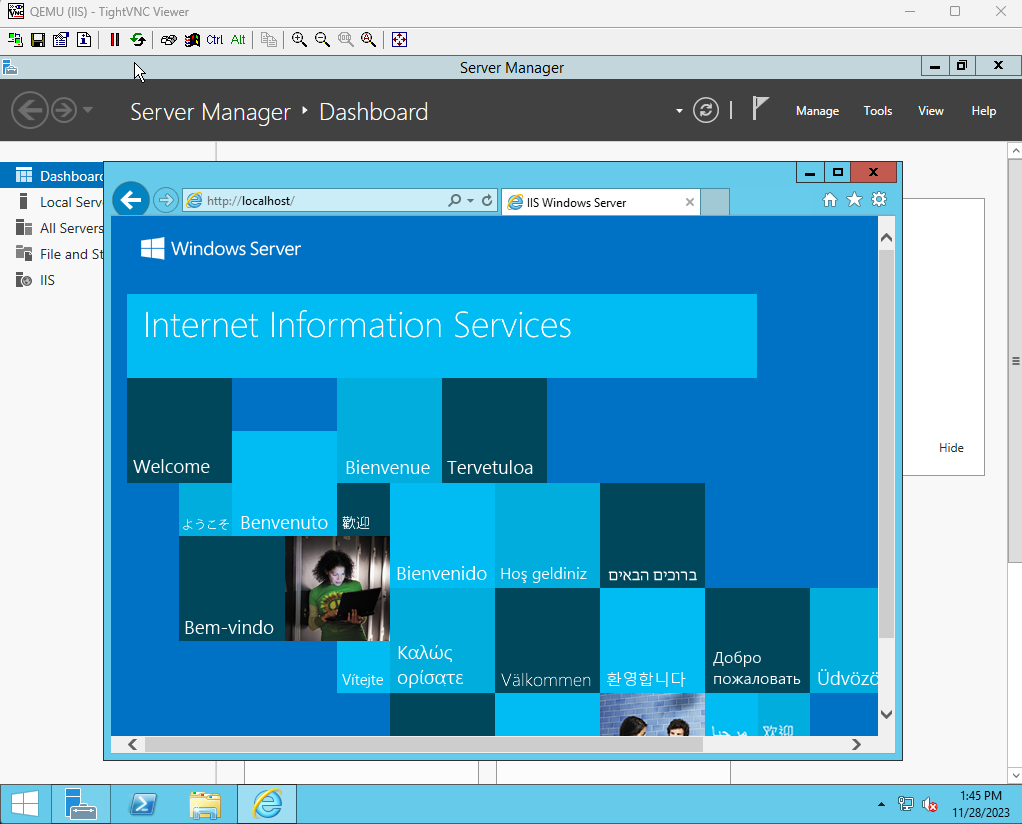 QEMU (IIS) - TightVNC Viewer
Ctrl Alt
Server Manager
Server Manager Dashboard
Manage Tools View Help
Dashboard
Local Serv
All Servers
File and St
IIS
http://localhost/
IIS Windows Server
Windows Server
Internet Information Services
Welcome
Bienvenue
Tervetuloa
ようこそ
Benvenuto
歡迎
Bienvenido
Hoş geldiniz
ברוכים הבאים
Bem-vindo
Vítejte
Καλώς
ορίσατε
Välkommen
환영합니다
Добро
пожаловать
Üdvözö
欢迎
Hide
1:45 PM
11/28/2023